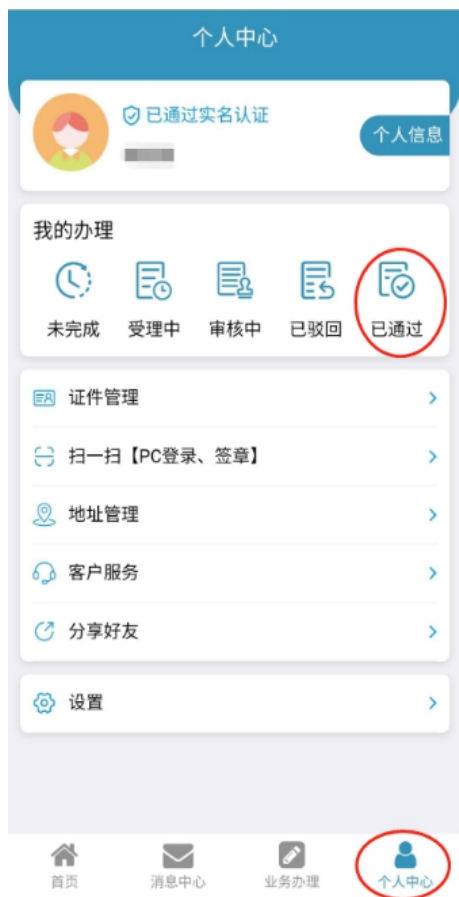 个人中心
已通过实名认证
个人信息
我的办理
未完成 受理中 审核中 已驳回 已通过
证件管理
扫一扫【PC登录、签章】
地址管理
客户服务
分享好友
设置
首页 消息中心 业务办理 个人中心